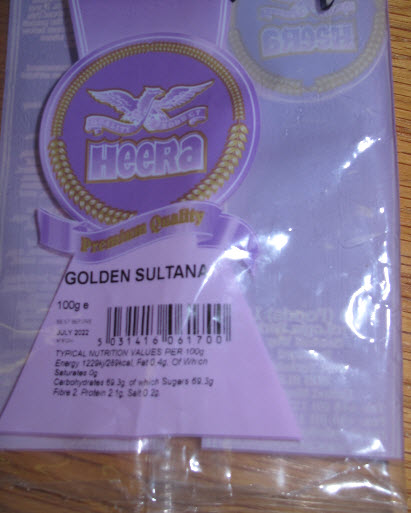 HEERA
HEERA
Premium Quality
GOLDEN SULTANA
100g e
BEST BEFORE
JULY 2022
5 031416 061700
TYPICAL NUTRITION VALUES PER 100g
Energy 1229kj/289kcal, Fat 0.4g, Of Which
Saturates 0g
Carbohydrates 69.3g, of which Sugars 69.3g
Fibre 2, Protein 2.1g, Salt 0.2g